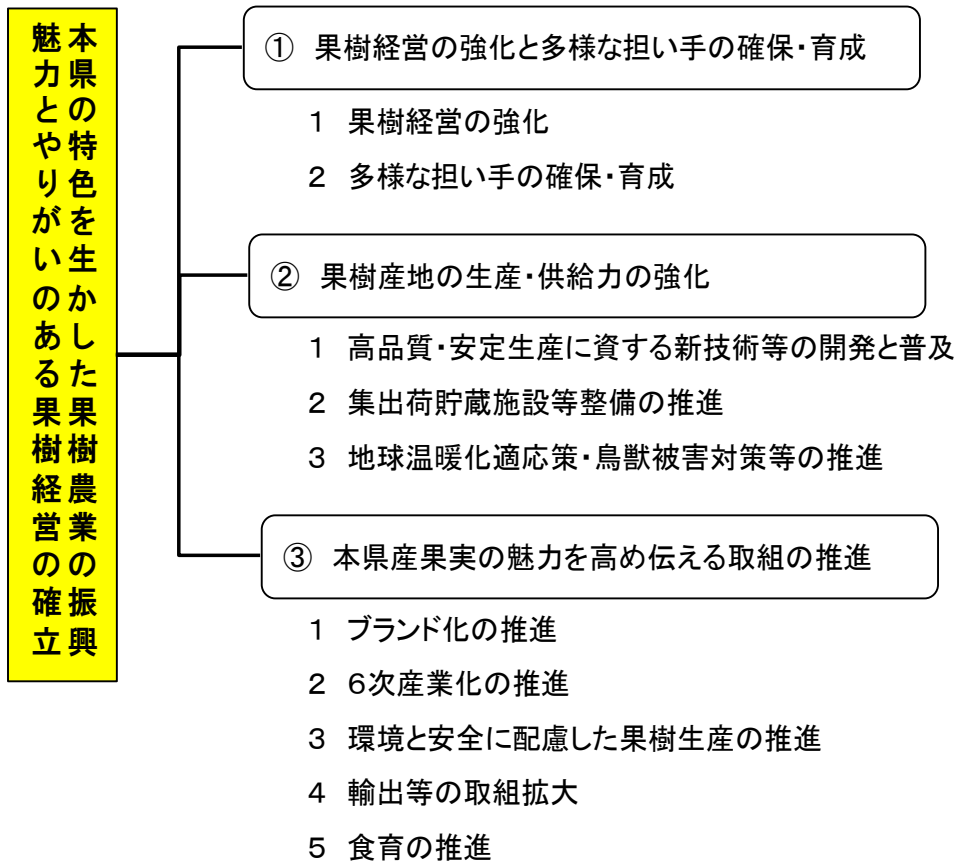 本県の特色を生かした果樹農業の振興
魅力とやりがいのある果樹経営の確立
① 果樹経営の強化と多様な担い手の確保・育成
1 果樹経営の強化
2 多様な担い手の確保・育成
② 果樹産地の生産・供給力の強化
1 高品質・安定生産に資する新技術等の開発と普及
2 集出荷貯蔵施設等整備の推進
3 地球温暖化適応策・鳥獣被害対策等の推進
③ 本県産果実の魅力を高め伝える取組の推進
1 ブランド化の推進
2 6次産業化の推進
3 環境と安全に配慮した果樹生産の推進
4 輸出等の取組拡大
5 食育の推進